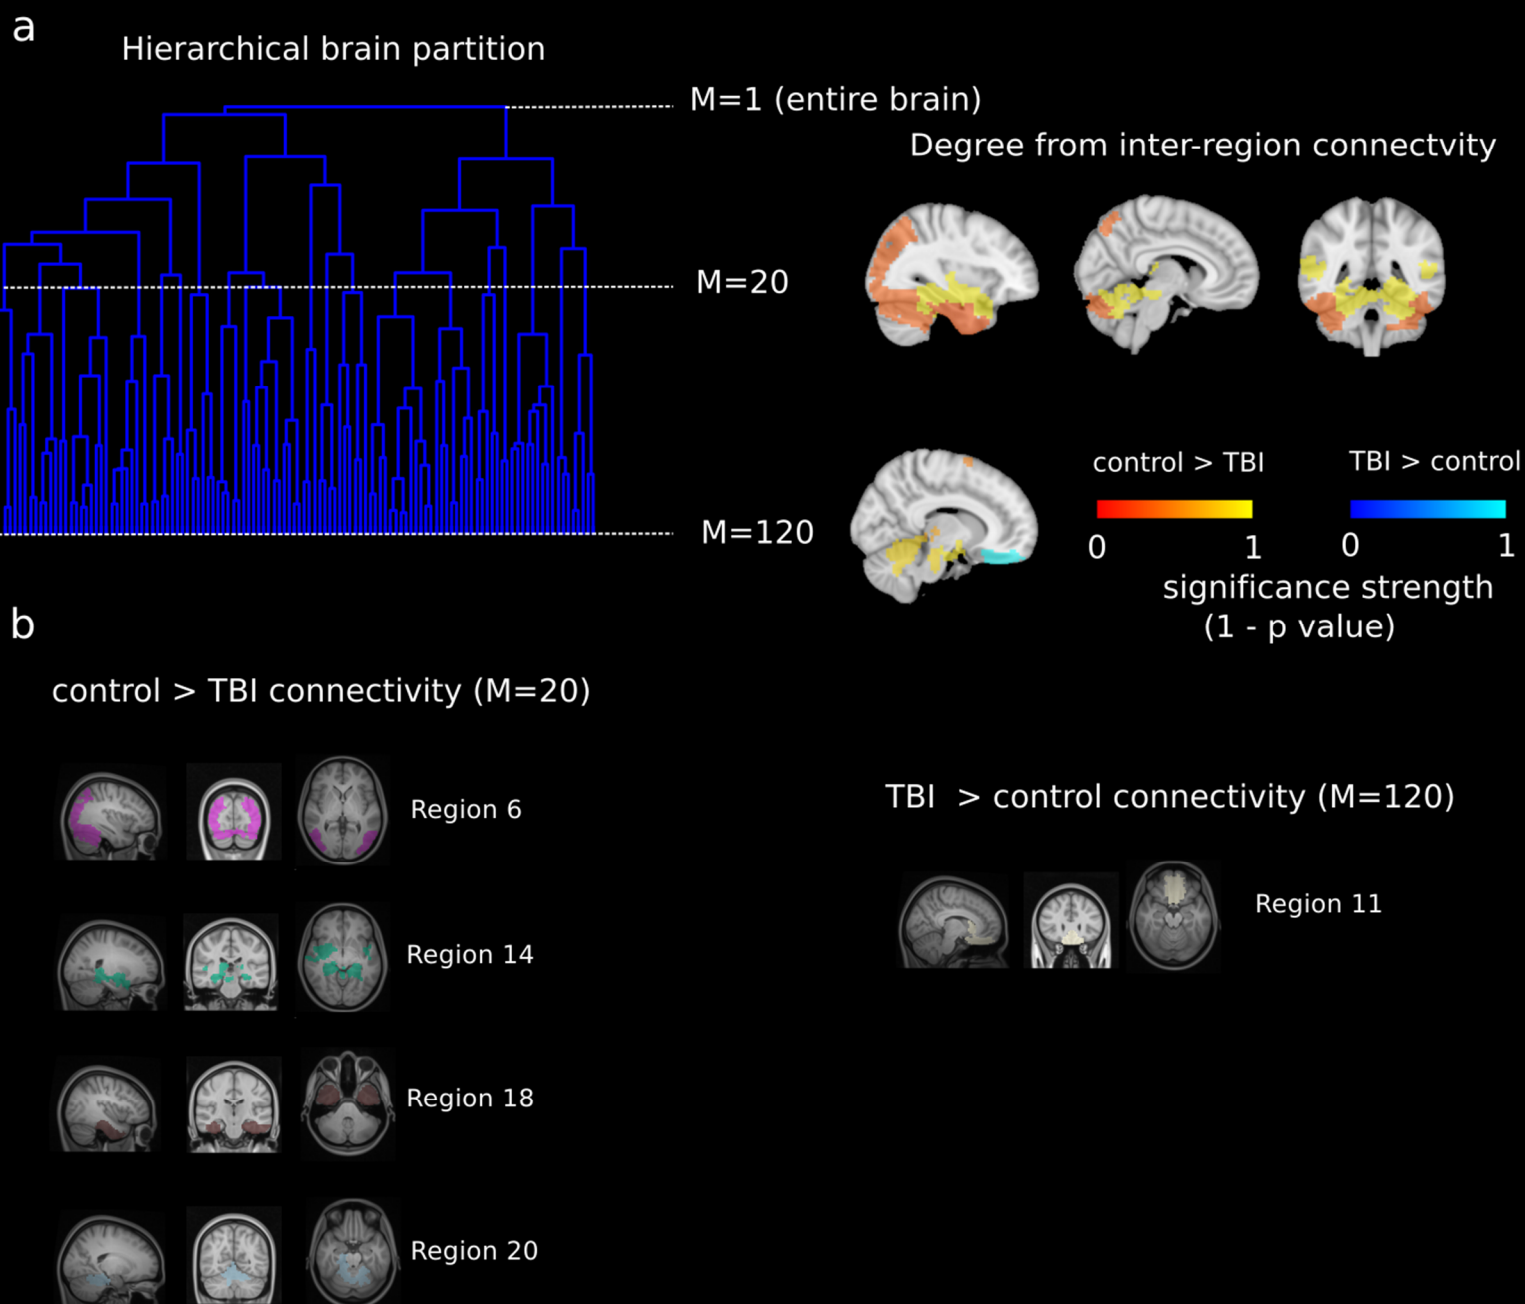 a
Hierarchical brain partition
M=1 (entire brain)
Degree from inter-region connectvity
M=20
control > TBI
TBI > control
0
1
0
1
M=120
significance strength
(1 - p value)
b
control > TBI connectivity (M=20)
Region 6
Region 14
Region 18
Region 20
TBI > control connectivity (M=120)
Region 11